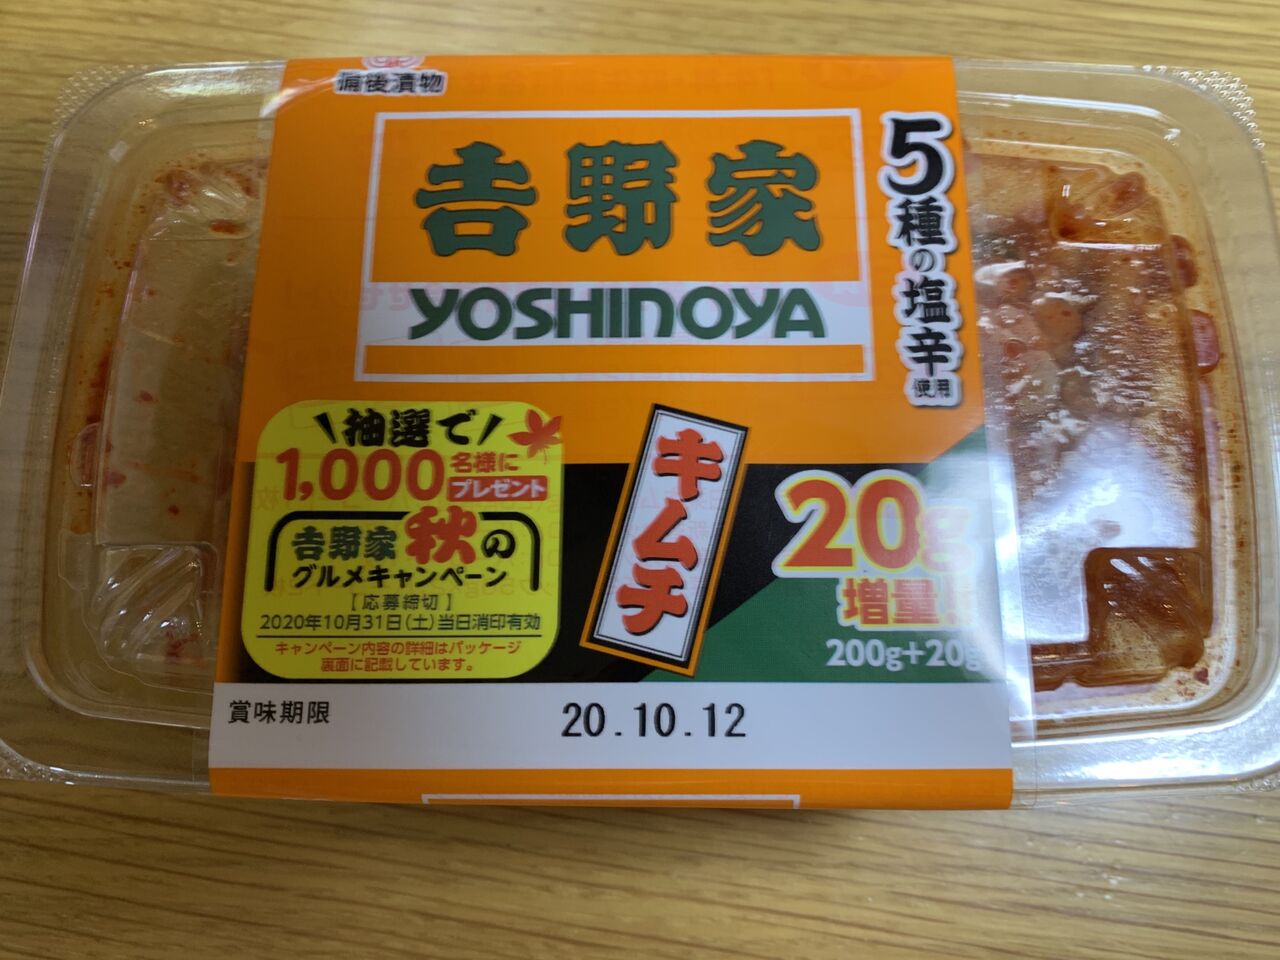 備後漬物
吉野家
YOSHINOYA
5種の塩辛使用
\抽選で/
1,000名様に
プレゼント
吉野家 秋の
グルメキャンペーン
【応募締切】
2020年10月31日(土)当日消印有効
キャンペーン内容の詳細はパッケージ
裏面に記載しています。
キムチ
20g
増量!
200g+20g
賞味期限
20.10.12